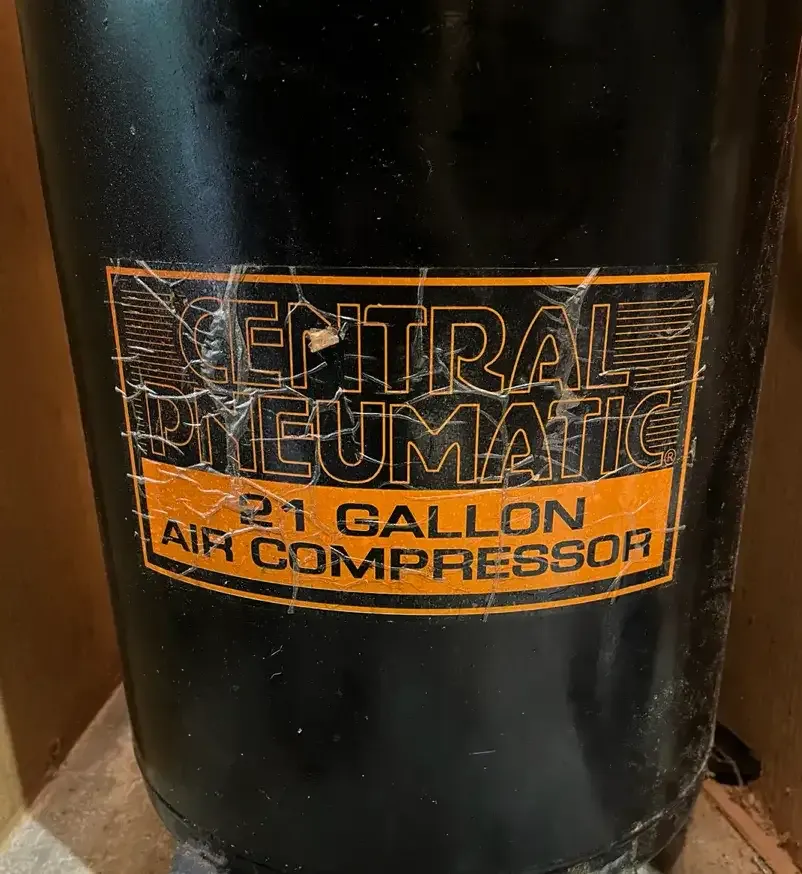 CENTRAL
PNEUMATIC®
21 GALLON
AIR COMPRESSOR